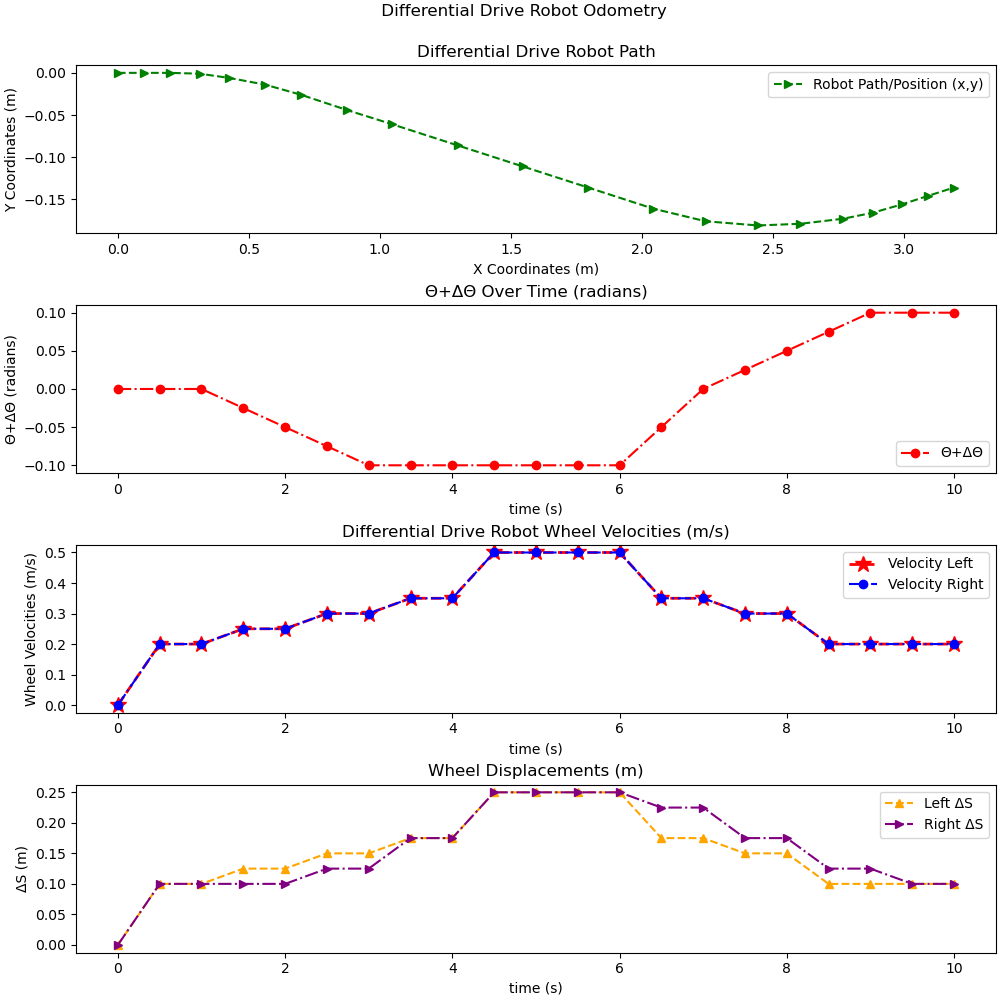 Differential Drive Robot Odometry
Differential Drive Robot Path
Y Coordinates (m)
0.00
−0.05
−0.10
−0.15
Robot Path/Position (x,y)
0.0 0.5 1.0 1.5 2.0 2.5 3.0
X Coordinates (m)
Θ+ΔΘ Over Time (radians)
Θ+ΔΘ (radians)
0.10
0.05
0.00
−0.05
−0.10
Θ+ΔΘ
0 2 4 6 8 10
time (s)
Differential Drive Robot Wheel Velocities (m/s)
Wheel Velocities (m/s)
0.5
0.4
0.3
0.2
0.1
0.0
Velocity Left
Velocity Right
0 2 4 6 8 10
time (s)
Wheel Displacements (m)
ΔS (m)
0.25
0.20
0.15
0.10
0.05
0.00
Left ΔS
Right ΔS
0 2 4 6 8 10
time (s)